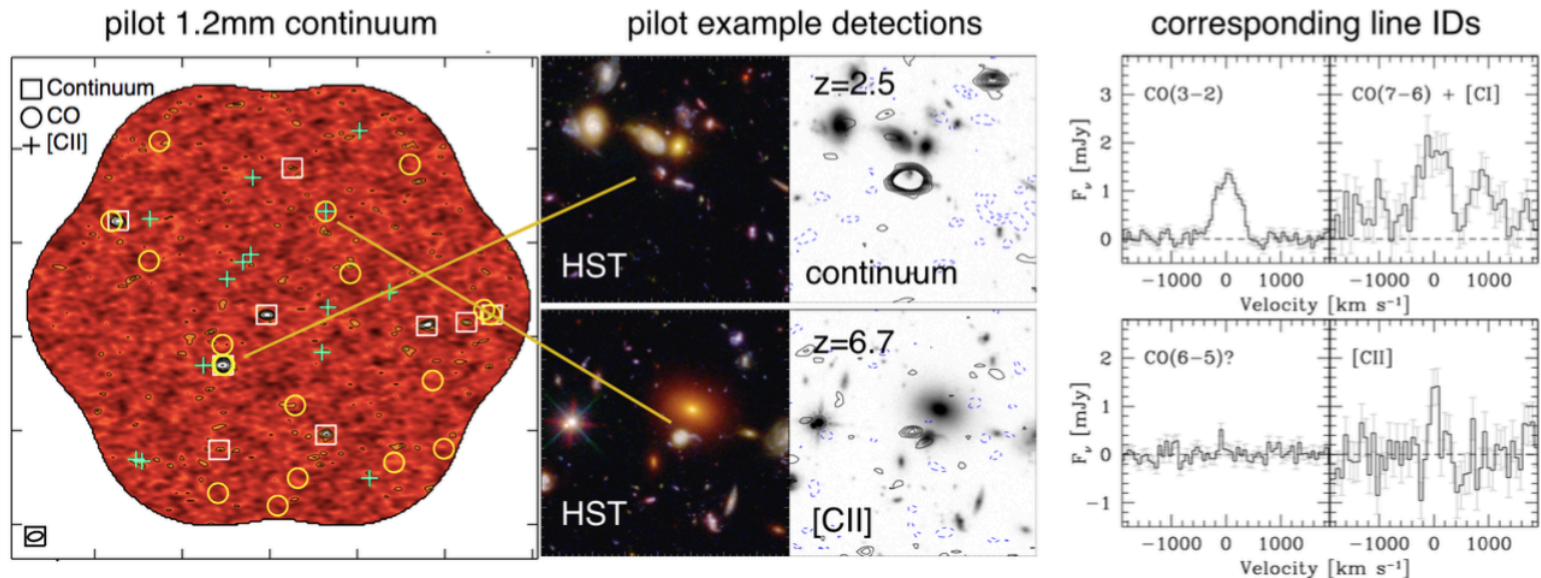 pilot 1.2mm continuum
pilot example detections
corresponding line IDs
Continuum
CO
[CII]
HST
z=2.5
continuum
HST
z=6.7
[CII]
CO(3−2)
CO(7−6) + [CI]
Fν [mJy]
3
2
1
0
−1000 0 1000
−1000 0 1000
Velocity [km s⁻¹]
CO(6−5)?
[CII]
Fν [mJy]
2
1
0
−1
−1000 0 1000
−1000 0 1000
Velocity [km s⁻¹]